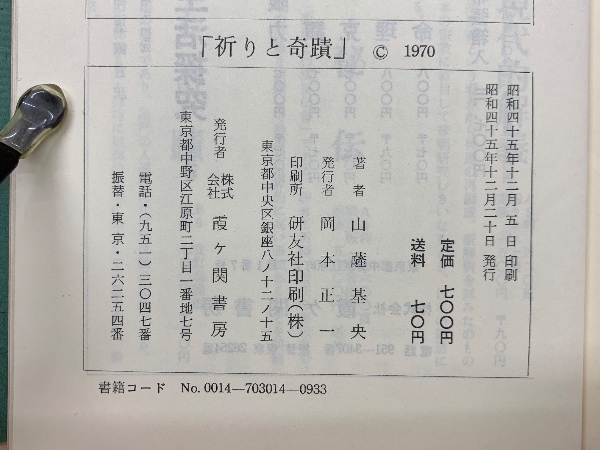 「祈りと奇蹟」 © 1970
昭和四十五年十二月 五 日 印刷
昭和四十五年十二月二十日 発行
定価 七〇〇円
送料 七〇円
著者 山蔭基央
発行者 岡本正一
印刷所 研友社印刷(株)
東京都中央区銀座八ノ十二ノ十五
発行者 株式会社 霞ケ関書房
東京都中野区江原町二丁目一番地七号
電話・(九五一)三〇四七番
振替・東京・二六二五四番
書籍コード No. 0014—703014—0933